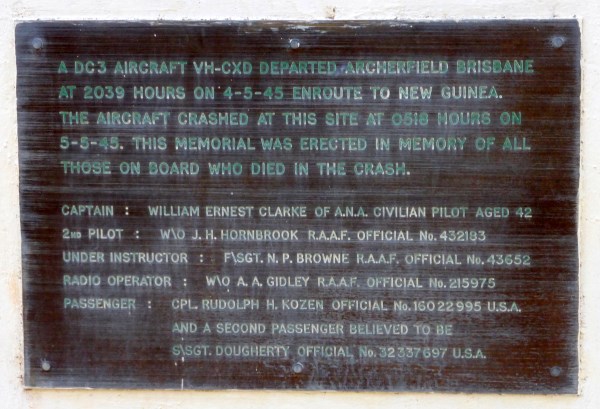 A DC3 AIRCRAFT VH-CXD DEPARTED ARCHERFIELD BRISBANE
AT 2039 HOURS ON 4-5-45 ENROUTE TO NEW GUINEA.
THE AIRCRAFT CRASHED AT THIS SITE AT 0518 HOURS ON
5-5-45. THIS MEMORIAL WAS ERECTED IN MEMORY OF ALL
THOSE ON BOARD WHO DIED IN THE CRASH.
CAPTAIN : WILLIAM ERNEST CLARKE OF A.N.A. CIVILIAN PILOT AGED 42
2ND PILOT : W\O J. H. HORNBROOK R.A.A.F. OFFICIAL No. 432183
UNDER INSTRUCTOR : F\SGT. N. P. BROWNE R.A.A.F. OFFICIAL No. 43652
RADIO OPERATOR : W\O A. A. GIDLEY R.A.A.F. OFFICIAL No. 215975
PASSENGER : CPL. RUDOLPH H. KOZEN OFFICIAL No. 16022995 U.S.A.
AND A SECOND PASSENGER BELIEVED TO BE
S\SGT. DOUGHERTY OFFICIAL No. 32337697 U.S.A.